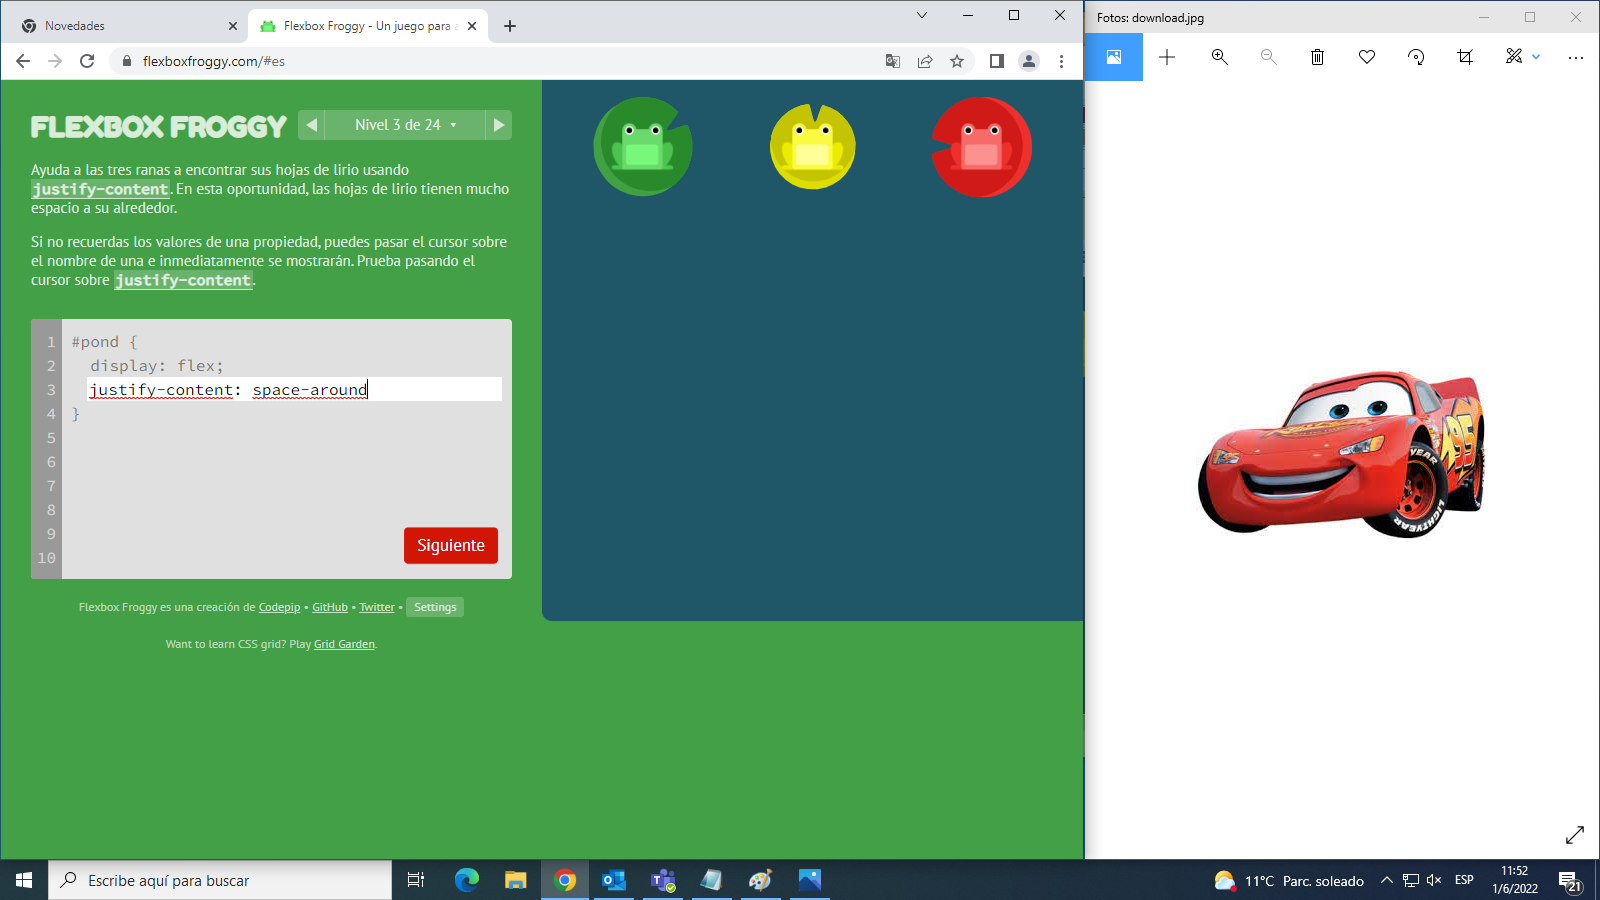 Novedades
Flexbox Froggy - Un juego para a
Fotos: download.jpg
flexboxfroggy.com/#es
FLEXBOX FROGGY
Nivel 3 de 24
Ayuda a las tres ranas a encontrar sus hojas de lirio usando
justify-content. En esta oportunidad, las hojas de lirio tienen mucho
espacio a su alrededor.
Si no recuerdas los valores de una propiedad, puedes pasar el cursor sobre
el nombre de una e inmediatamente se mostrarán. Prueba pasando el
cursor sobre justify-content.
1 #pond {
2 display: flex;
3 justify-content: space-around
4 }
5
6
7
8
9
10
Siguiente
Flexbox Froggy es una creación de Codepip • GitHub • Twitter • Settings
Want to learn CSS grid? Play Grid Garden.
95
LIGHTYEAR
Escribe aquí para buscar
11°C Parc. soleado
ESP
11:52
1/6/2022
21